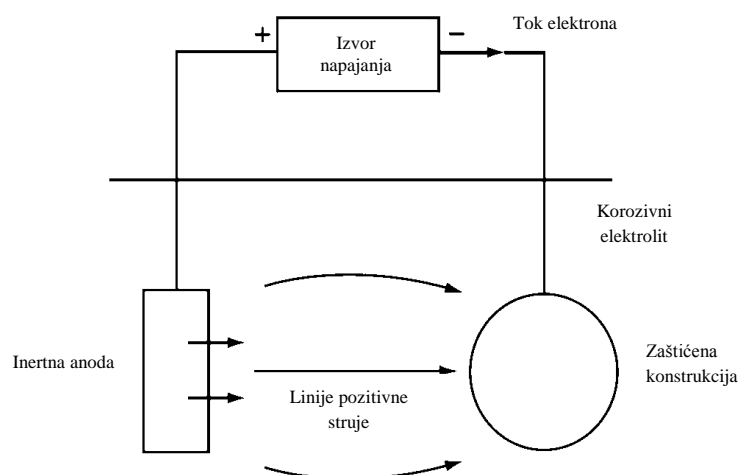 Tok elektrona
+
Izvor
napajanja
−
Korozivni
elektrolit
Inertna anoda
Linije pozitivne
struje
Zaštićena
konstrukcija